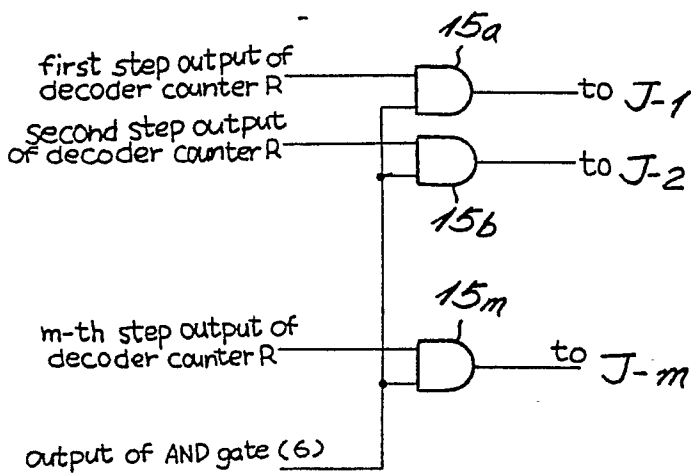 15a
first step output of
decoder counter R
to J-1
second step output
of decoder counter R
to J-2
15b
15m
m-th step output of
decoder counter R
to J-m
output of AND gate (6)